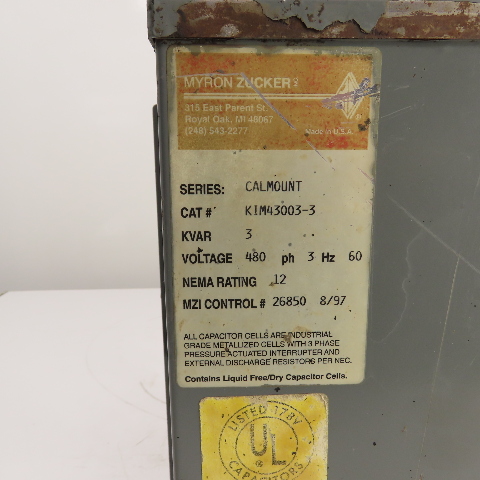 MYRON ZUCKER
315 East Parent St.
Royal Oak, MI 48067
(248) 543-2277
Made in U.S.A.
SERIES: CALMOUNT
CAT # KIM43003-3
KVAR 3
VOLTAGE 480 ph 3 Hz 60
NEMA RATING 12
MZI CONTROL # 26850 8/97
ALL CAPACITOR CELLS ARE INDUSTRIAL
GRADE METALLIZED CELLS WITH 3 PHASE
PRESSURE ACTUATED INTERRUPTER AND
EXTERNAL DISCHARGE RESISTORS PER NEC.
Contains Liquid Free/Dry Capacitor Cells.
LISTED 178V
UL
CAPACITORS